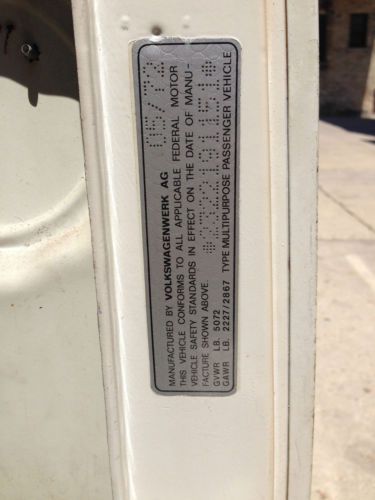 MANUFACTURED BY VOLKSWAGENWERK AG 05/72
THIS VEHICLE CONFORMS TO ALL APPLICABLE FEDERAL MOTOR
VEHICLE SAFETY STANDARDS IN EFFECT ON THE DATE OF MANU-
FACTURE SHOWN ABOVE
GVWR LB. 5072
GAWR LB. 2227/2867 TYPE MULTIPURPOSE PASSENGER VEHICLE